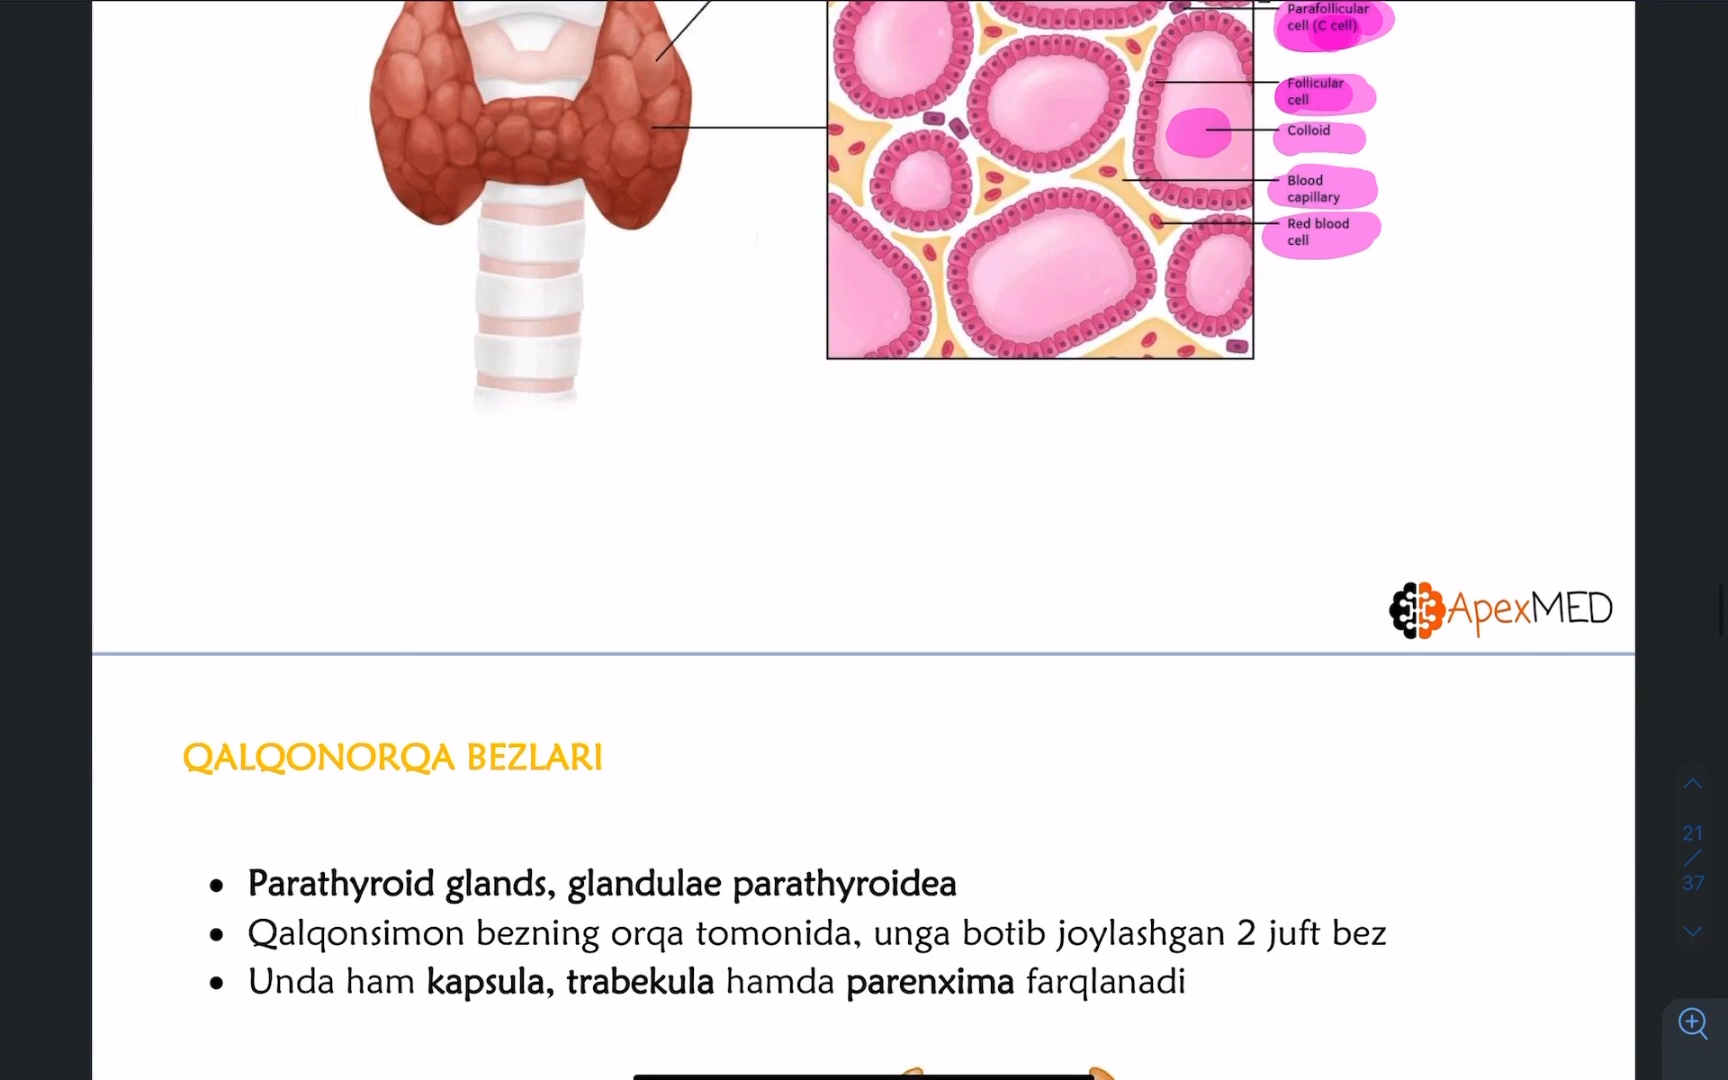 Parafollicular
cell (C cell)
Follicular
cell
Colloid
Blood
capillary
Red blood
cell
ApexMED
QALQONORQA BEZLARI
• Parathyroid glands, glandulae parathyroidea
• Qalqonsimon bezning orqa tomonida, unga botib joylashgan 2 juft bez
• Unda ham kapsula, trabekula hamda parenxima farqlanadi
21
/
37